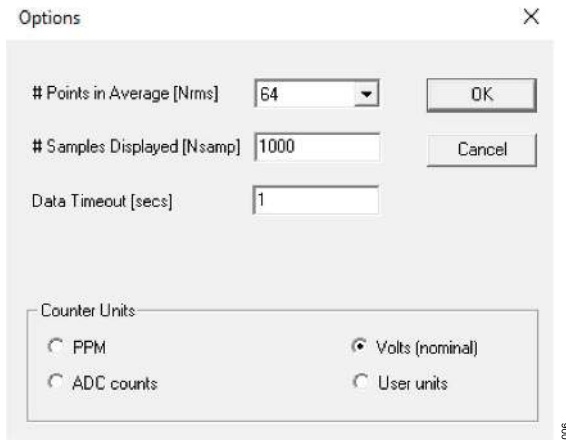 Options
# Points in Average [Nrms] 64
OK
# Samples Displayed [Nsamp] 1000
Cancel
Data Timeout [secs] 1
Counter Units
PPM
Volts (nominal)
ADC counts
User units